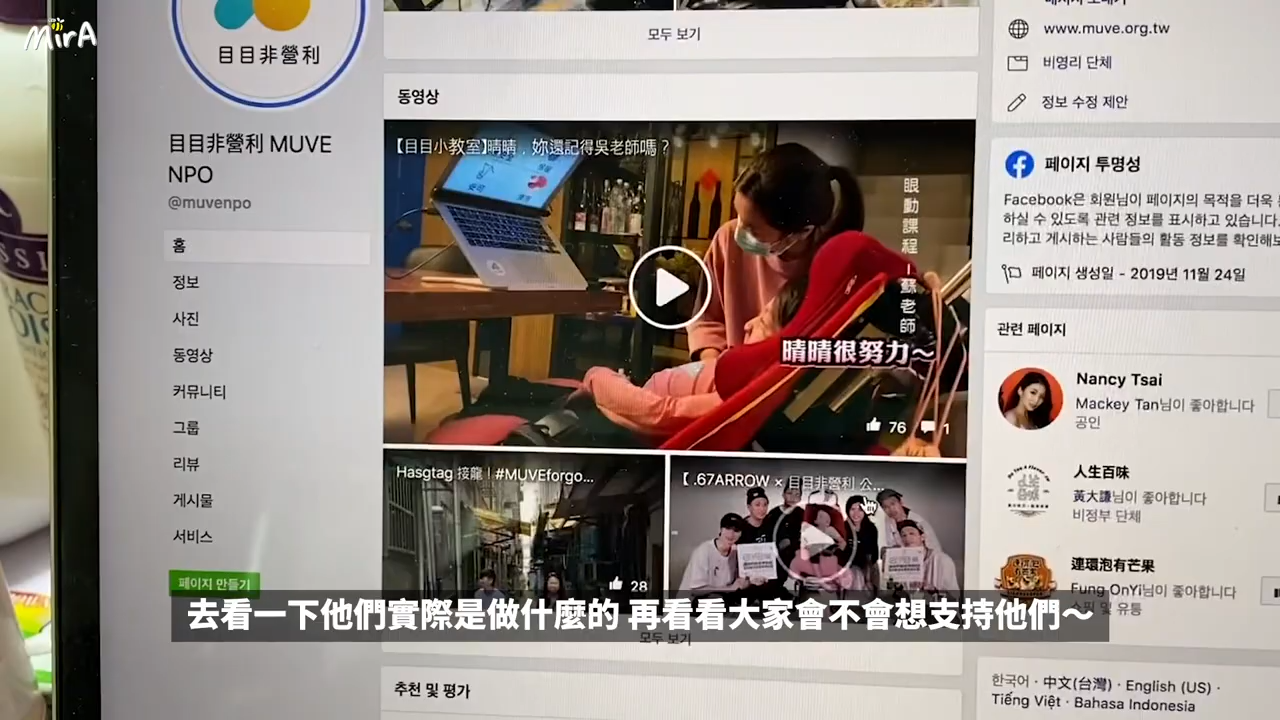 MirA
目目非營利
目目非營利 MUVE
NPO
@muvenpo
홈
정보
사진
동영상
커뮤니티
그룹
리뷰
게시물
서비스
페이지 만들기
모두 보기
동영상
【目目小教室】晴晴，妳還記得吳老師嗎？
眼動課程－蘇老師
晴晴很努力～
76
1
Hasgtag 接龍｜#MUVEforgo...
28
【 .67ARROW × 目目非營利 公...
모두 보기
추천 및 평가
www.muve.org.tw
비영리 단체
정보 수정 제안
페이지 투명성
Facebook은 회원님이 페이지의 목적을 더욱
하실 수 있도록 관련 정보를 표시하고 있습니다.
리하고 게시하는 사람들의 활동 정보를 확인해보
페이지 생성일 - 2019년 11월 24일
관련 페이지
Nancy Tsai
Mackey Tan님이 좋아합니다
공인
人生百味
黃大謙님이 좋아합니다
비정부 단체
連環泡有芒果
Fung OnYi님이 좋아합니다
및 유통
한국어 · 中文(台灣) · English (US) ·
Tiếng Việt · Bahasa Indonesia
去看一下他們實際是做什麼的 再看看大家會不會想支持他們～